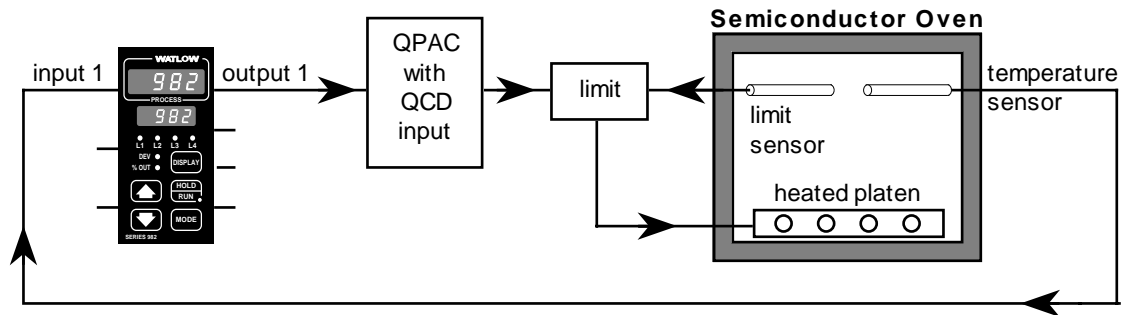 Semiconductor Oven
input 1
WATLOW
982
PROCESS
982
L1 L2 L3 L4
DEV
% OUT
DISPLAY
HOLD
RUN
MODE
SERIES 982
output 1
QPAC
with
QCD
input
limit
limit
sensor
temperature
sensor
heated platen